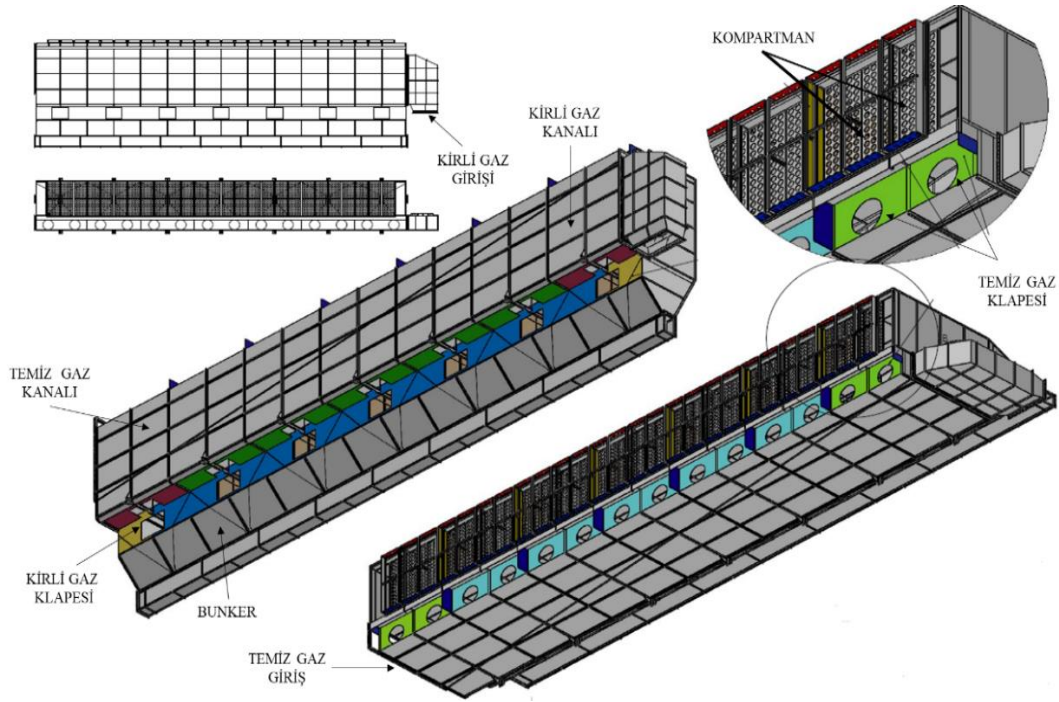 KOMPARTMAN
KİRLİ GAZ
KANALI
KİRLİ GAZ
GİRİŞİ
TEMİZ GAZ
KLAPESİ
TEMİZ GAZ
KANALI
KİRLİ GAZ
KLAPESİ
BUNKER
TEMİZ GAZ
GİRİŞ